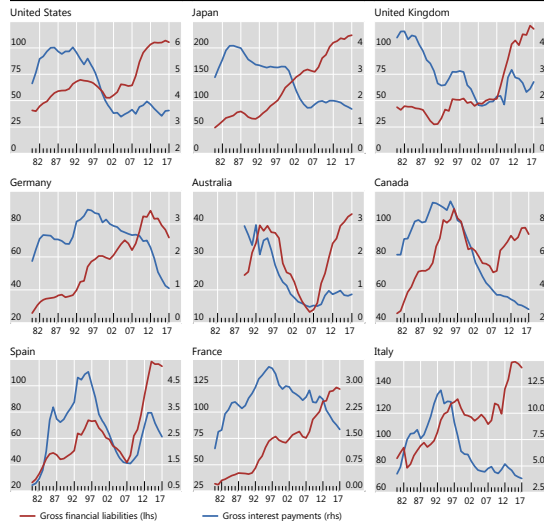 United States Japan United Kingdom
100 6 200 4 100 4
75 5 150 3 75 3
50 4 100 2 50 2
25 3 50 1 25 1
0 2 0 0 0 0
82 87 92 97 02 07 12 17 82 87 92 97 02 07 12 17 82 87 92 97 02 07 12 17
Germany Australia Canada
80 3 40 3 100 8
60 2 30 2 80 6
40 1 20 1 60 4
20 0 10 0 40 2
82 87 92 97 02 07 12 17 82 87 92 97 02 07 12 17 82 87 92 97 02 07 12 17
Spain France Italy
100 4.5 125 3.00 140 12.5
80 3.5 100 2.25 120 10.0
60 2.5 75 1.50 100 7.5
40 1.5 50 0.75 80 5.0
20 0.5 25 0.00 60 2.5
82 87 92 97 02 07 12 17 82 87 92 97 02 07 12 17 82 87 92 97 02 07 12 17
Gross financial liabilities (lhs) Gross interest payments (rhs)